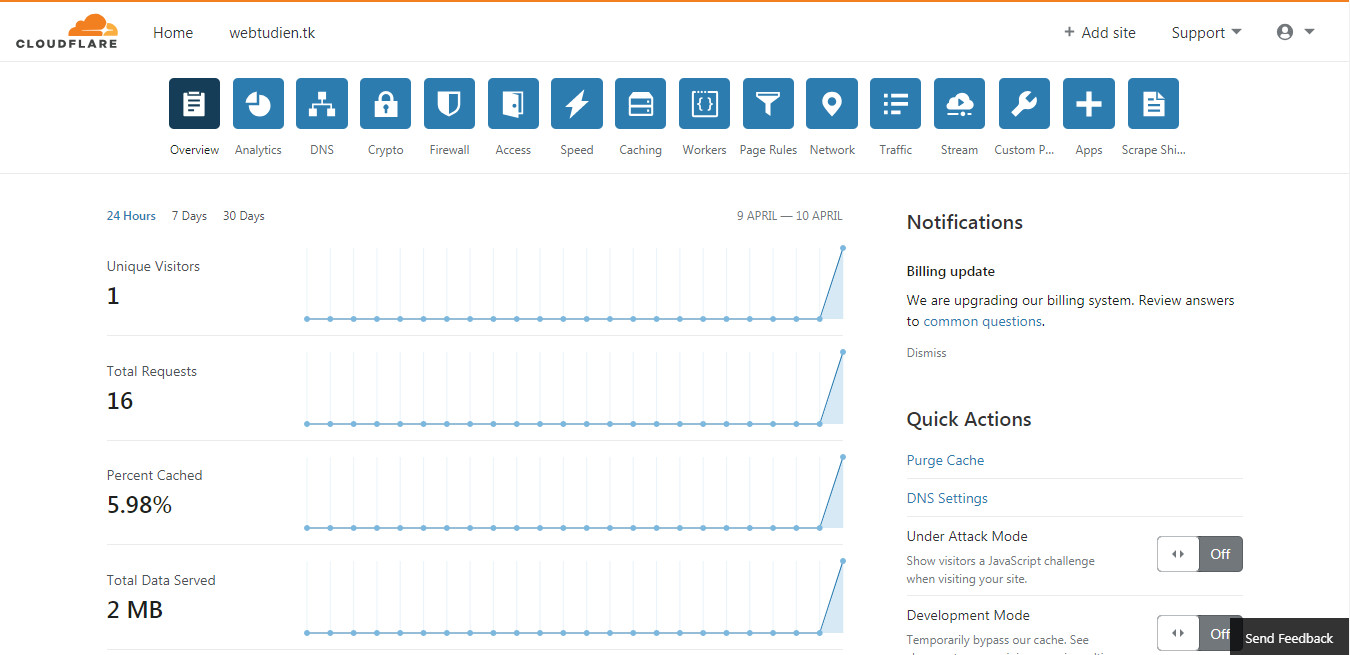 CLOUDFLARE
Home
webtudien.tk
+ Add site
Support
Overview
Analytics
DNS
Crypto
Firewall
Access
Speed
Caching
Workers
Page Rules
Network
Traffic
Stream
Custom P...
Apps
Scrape Shi...
24 Hours 7 Days 30 Days
9 APRIL — 10 APRIL
Unique Visitors
1
Total Requests
16
Percent Cached
5.98%
Total Data Served
2 MB
Notifications
Billing update
We are upgrading our billing system. Review answers
to common questions.
Dismiss
Quick Actions
Purge Cache
DNS Settings
Under Attack Mode
Show visitors a JavaScript challenge
when visiting your site.
Off
Development Mode
Temporarily bypass our cache. See
Off
Send Feedback